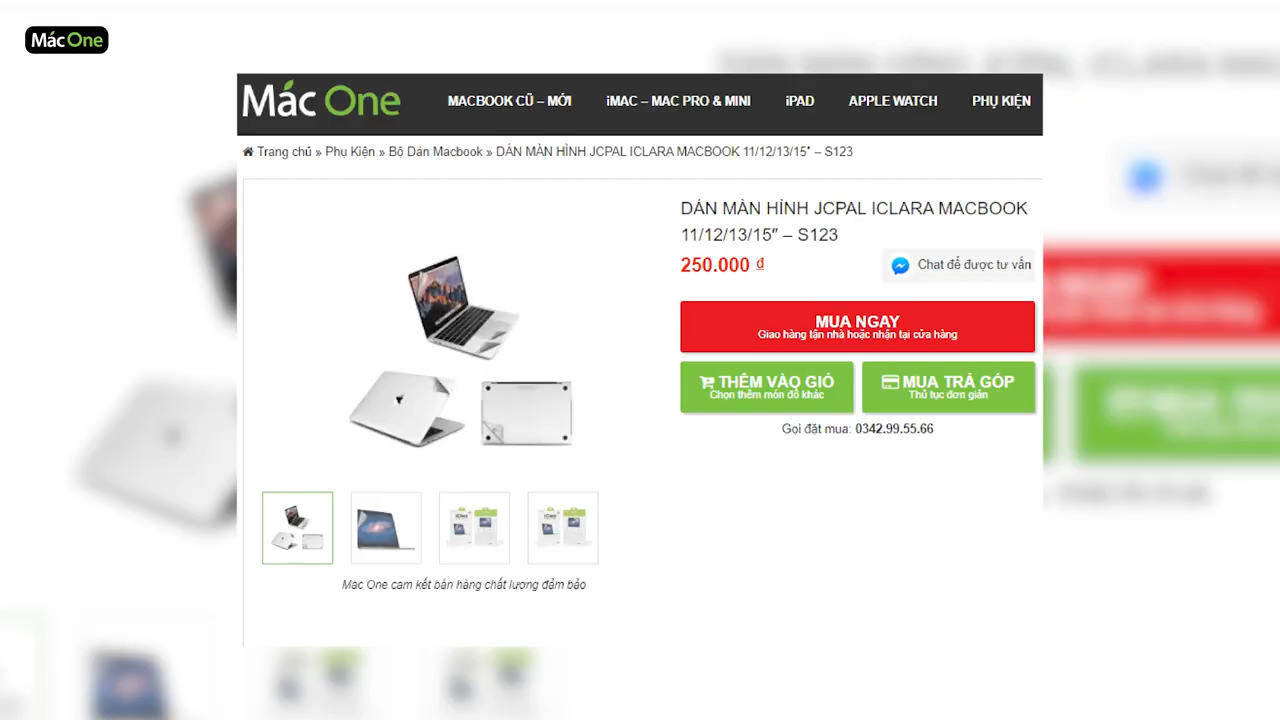 Mác One
Mác One
MACBOOK CŨ – MỚI
iMAC – MAC PRO & MINI
iPAD
APPLE WATCH
PHỤ KIỆN
Trang chủ » Phụ Kiện » Bộ Dán Macbook » DÁN MÀN HÌNH JCPAL ICLARA MACBOOK 11/12/13/15″ – S123
DÁN MÀN HÌNH JCPAL ICLARA MACBOOK
11/12/13/15″ – S123
250.000 ₫
Chat để được tư vấn
MUA NGAY
Giao hàng tận nhà hoặc nhận tại cửa hàng
THÊM VÀO GIỎ
Chọn thêm món đồ khác
MUA TRẢ GÓP
Thủ tục đơn giản
Gọi đặt mua: 0342.99.55.66
Mac One cam kết bán hàng chất lượng đảm bảo